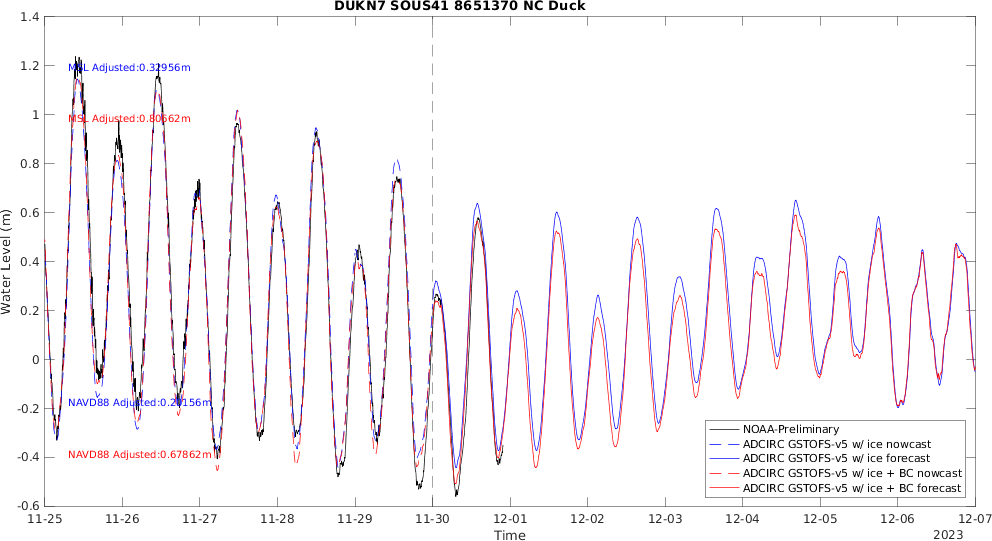 DUKN7 SOUS41 8651370 NC Duck
1.4
1.2
1
0.8
0.6
0.4
0.2
0
-0.2
-0.4
-0.6
Water Level (m)
MSL Adjusted:0.32956m
MSL Adjusted:0.80662m
NAVD88 Adjusted:0.20156m
NAVD88 Adjusted:0.67862m
NOAA-Preliminary
ADCIRC GSTOFS-v5 w/ ice nowcast
ADCIRC GSTOFS-v5 w/ ice forecast
ADCIRC GSTOFS-v5 w/ ice + BC nowcast
ADCIRC GSTOFS-v5 w/ ice + BC forecast
11-25 11-26 11-27 11-28 11-29 11-30 12-01 12-02 12-03 12-04 12-05 12-06 12-07
Time
2023